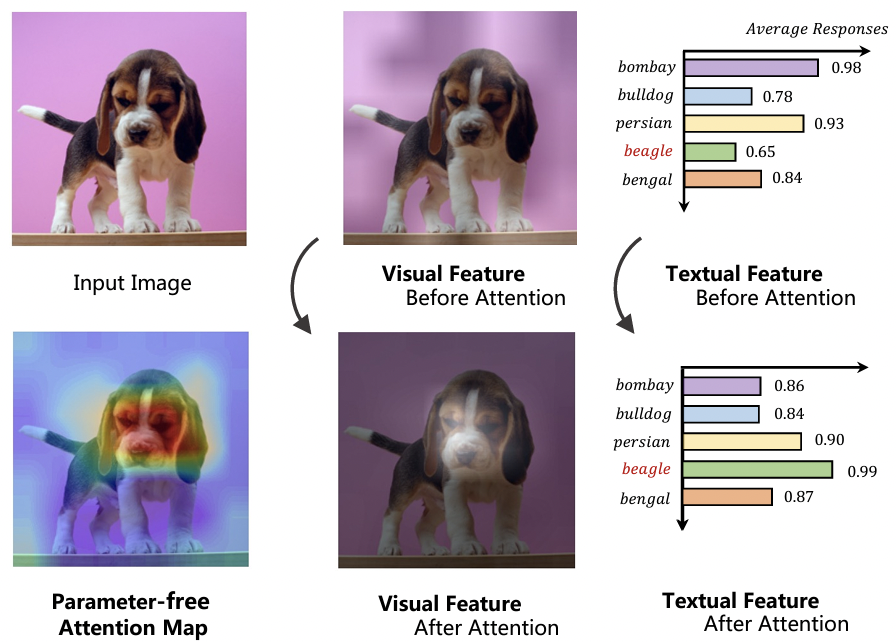 Average Responses
bombay 0.98
bulldog 0.78
persian 0.93
beagle 0.65
bengal 0.84
Input Image
Visual Feature
Before Attention
Textual Feature
Before Attention
bombay 0.86
bulldog 0.84
persian 0.90
beagle 0.99
bengal 0.87
Parameter-free
Attention Map
Visual Feature
After Attention
Textual Feature
After Attention